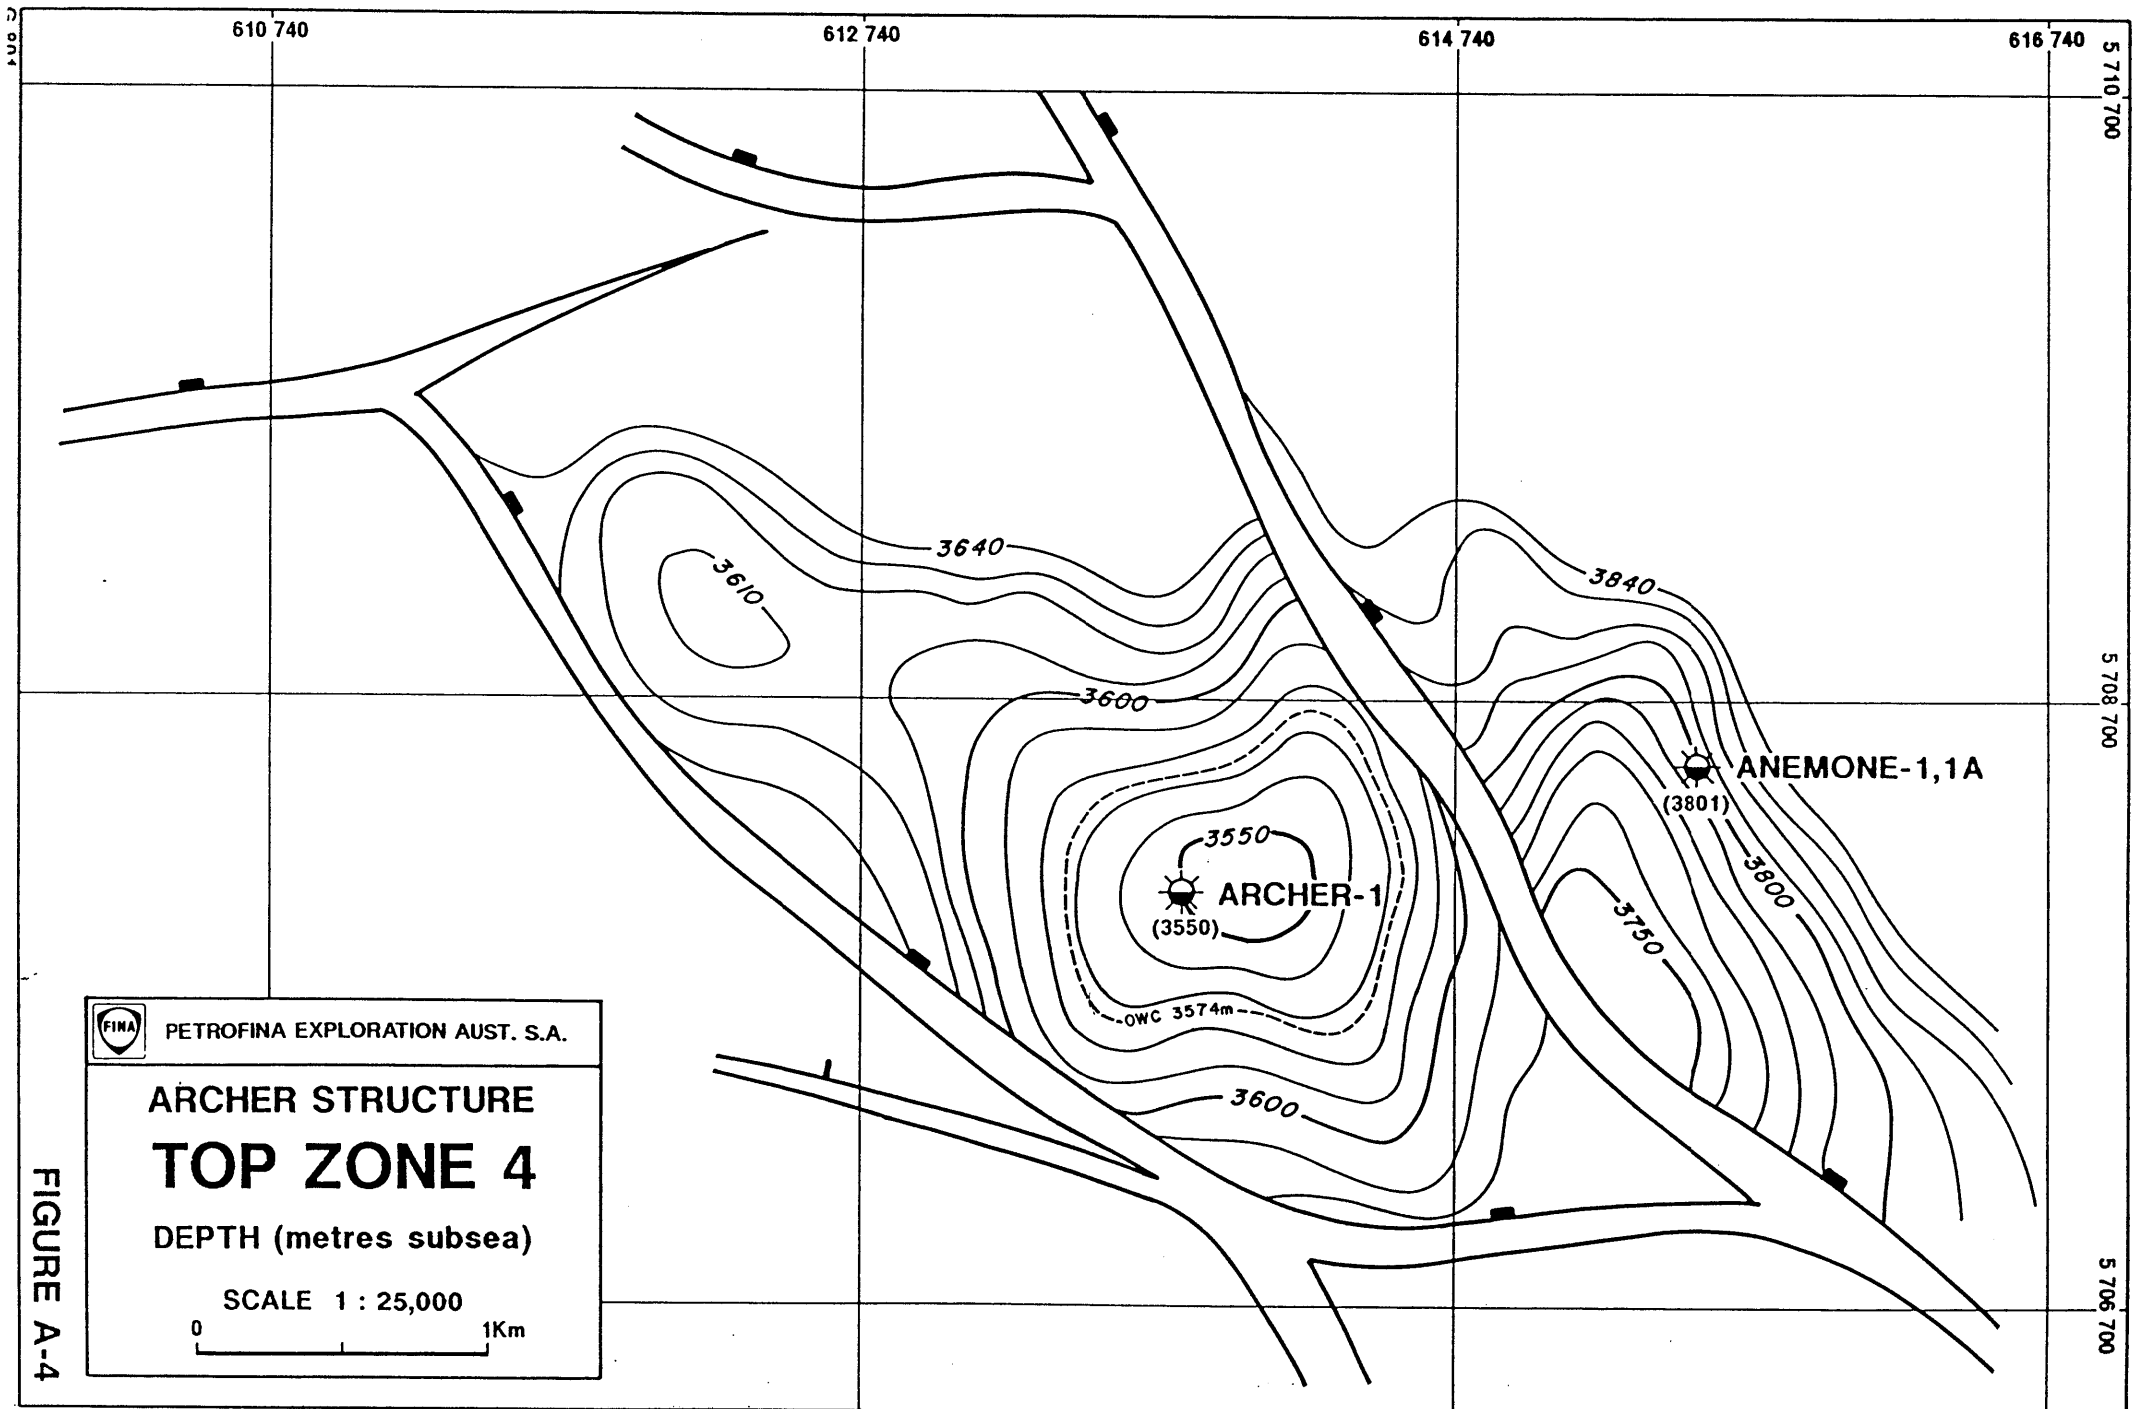 610 740
612 740
614 740
616 740
5 710 700
3640
3610
3840
3600
5 708 700
ANEMONE-1,1A
(3801)
3550
3800
ARCHER-1
(3550)
3750
OWC 3574m
3600
FINA
PETROFINA EXPLORATION AUST. S.A.
ARCHER STRUCTURE
TOP ZONE 4
DEPTH (metres subsea)
SCALE 1 : 25,000
0 1Km
5 706 700
FIGURE A-4